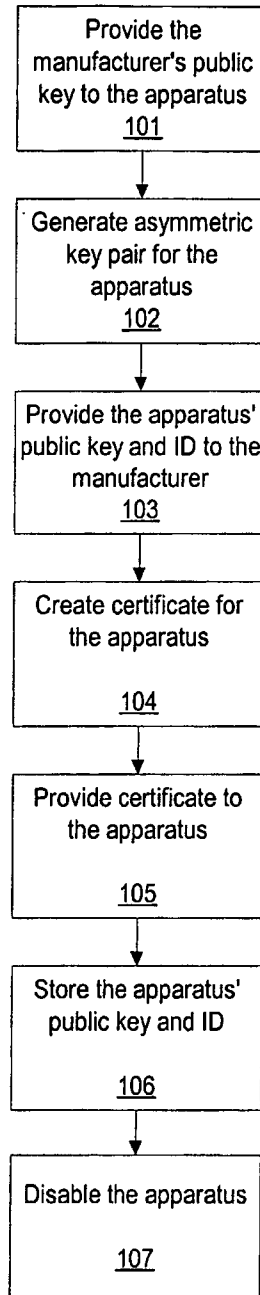 Provide the
manufacturer's public
key to the apparatus
101
Generate asymmetric
key pair for the
apparatus
102
Provide the apparatus'
public key and ID to the
manufacturer
103
Create certificate for
the apparatus
104
Provide certificate to
the apparatus
105
Store the apparatus'
public key and ID
106
Disable the apparatus
107